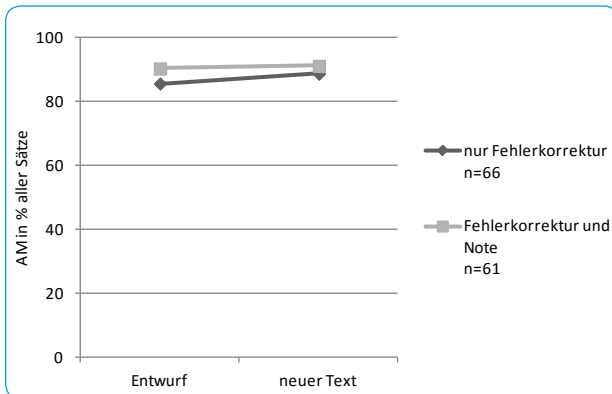 AM in % aller Sätze
100
80
60
40
20
0
Entwurf
neuer Text
nur Fehlerkorrektur
n=66
Fehlerkorrektur und
Note
n=61